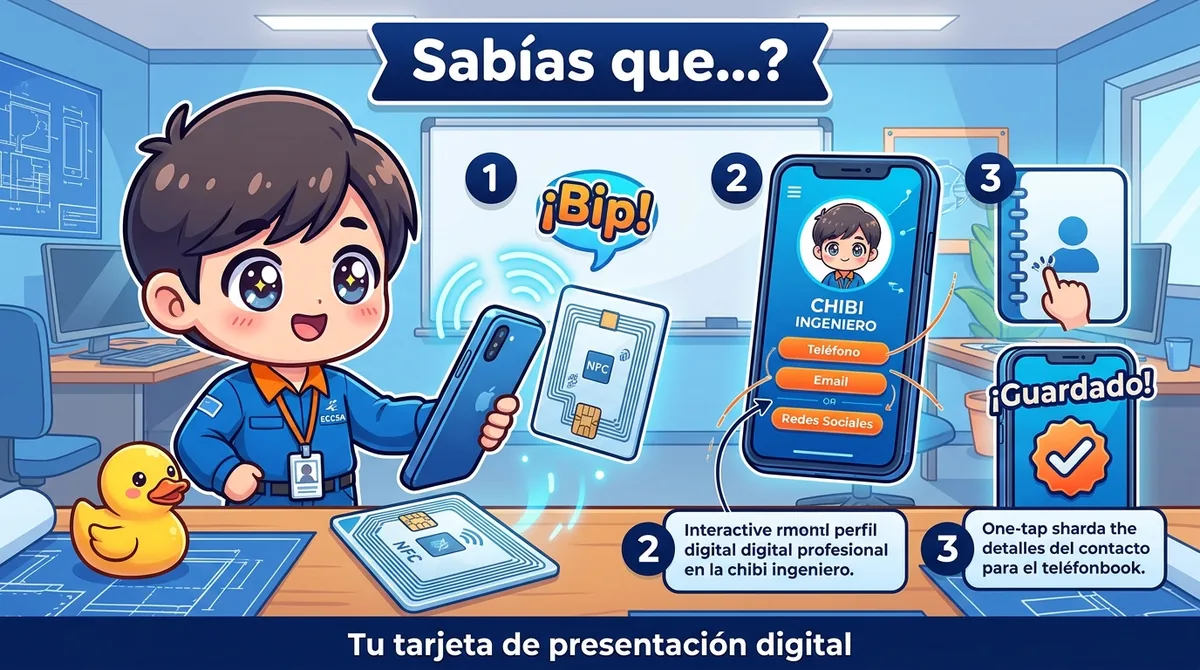 Sabías que...?
1
¡Bip!
NPC
ECCSA
NFC
2
CHIBI
INGENIERO
Teléfono
Email
OR
Redes Sociales
3
¡Guardado!
2
Interactive rmontl perfil
digital digital profesional
en la chibi ingeniero.
3
One-tap sharda the
detalles del contacto
para el teléfonbook.
Tu tarjeta de presentación digital